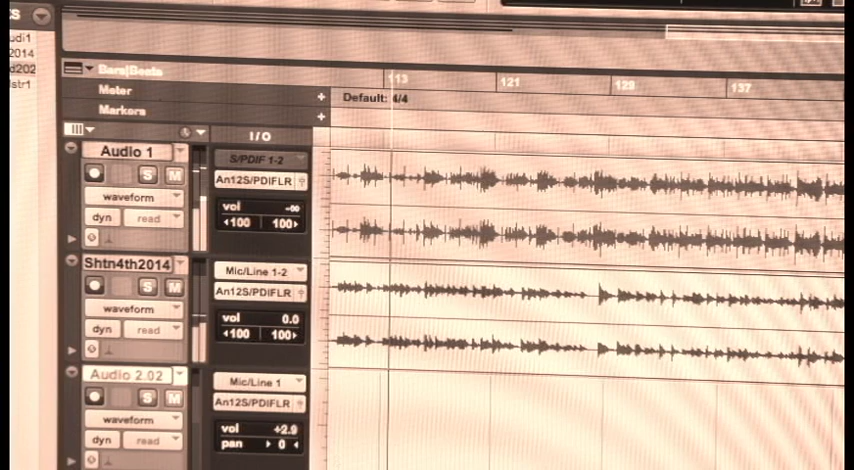 CS
udi1
2014
d202
str1
Bars|Beats
113 121 129 137
Meter
Default: 4/4
Markers
I/O
Audio 1
S/PDIF 1-2
S M
An12S/PDIFLR
waveform
vol -∞
dyn read
◂100 100▸
Shtn4th2014
Mic/Line 1-2
S M
An12S/PDIFLR
waveform
vol 0.0
dyn read
◂100 100▸
Audio 2.02
Mic/Line 1
S M
An12S/PDIFLR
waveform
vol +2.9
dyn read
pan ▸ 0 ◂